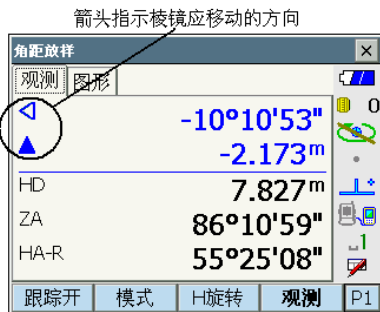 箭头指示棱镜应移动的方向
角距放样
观测 图形
-10°10'53"
-2.173m
HD 7.827m
ZA 86°10'59"
HA-R 55°25'08"
0
1
跟踪开 模式 H旋转 观测 P1